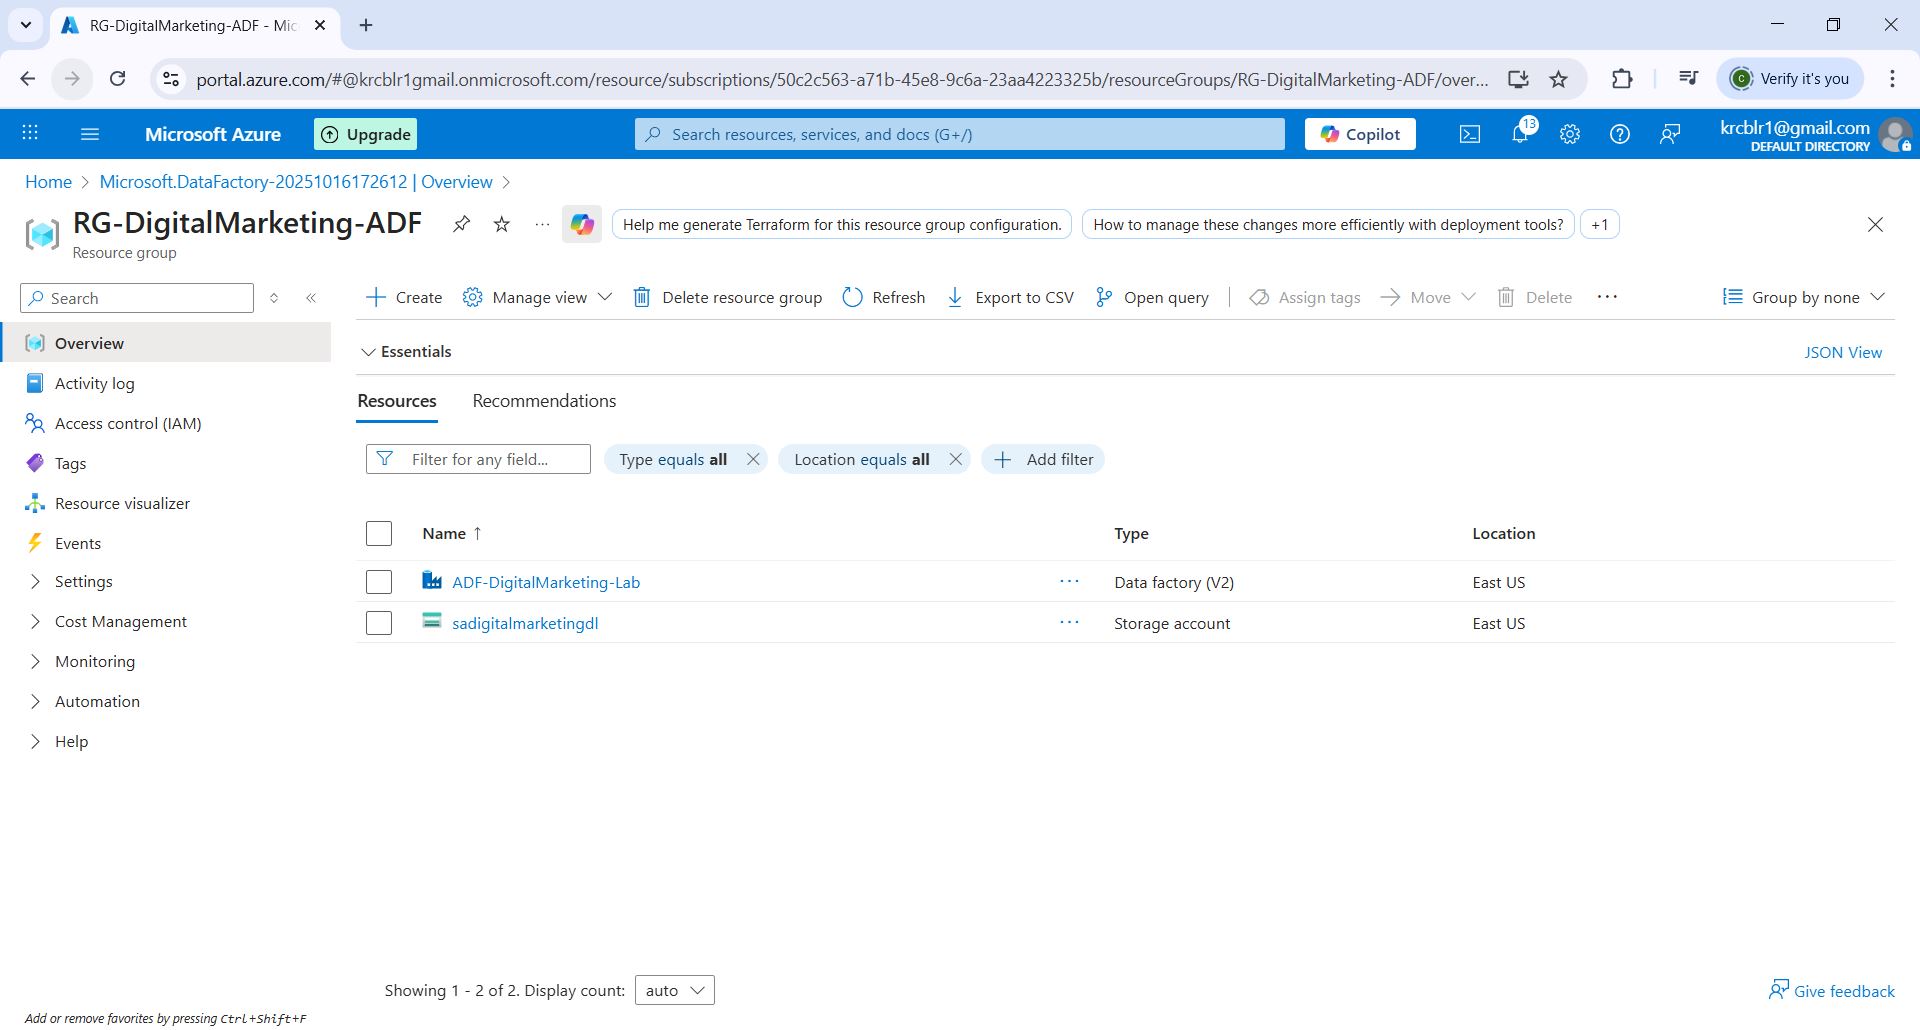 RG-DigitalMarketing-ADF - Mic
portal.azure.com/#@krcblr1gmail.onmicrosoft.com/resource/subscriptions/50c2c563-a71b-45e8-9c6a-23aa4223325b/resourceGroups/RG-DigitalMarketing-ADF/over...
Verify it's you
Microsoft Azure
Upgrade
Search resources, services, and docs (G+/)
Copilot
13
krcblr1@gmail.com
DEFAULT DIRECTORY
Home > Microsoft.DataFactory-20251016172612 | Overview >
RG-DigitalMarketing-ADF
Resource group
Help me generate Terraform for this resource group configuration.
How to manage these changes more efficiently with deployment tools?
+1
Search
Create
Manage view
Delete resource group
Refresh
Export to CSV
Open query
Assign tags
Move
Delete
Group by none
Overview
Activity log
Access control (IAM)
Tags
Resource visualizer
Events
Settings
Cost Management
Monitoring
Automation
Help
Essentials
JSON View
Resources
Recommendations
Filter for any field...
Type equals all
Location equals all
Add filter
Name ↑
Type
Location
ADF-DigitalMarketing-Lab
Data factory (V2)
East US
sadigitalmarketingdl
Storage account
East US
Showing 1 - 2 of 2. Display count:
auto
Give feedback
Add or remove favorites by pressing Ctrl+Shift+F